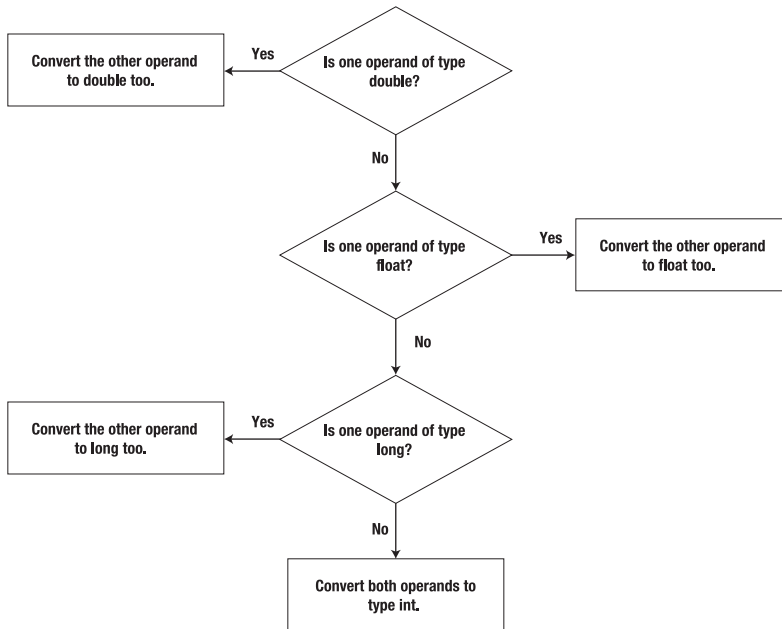 Is one operand of type
double?
Yes
Convert the other operand
to double too.
No
Is one operand of type
float?
Yes
Convert the other operand
to float too.
No
Is one operand of type
long?
Yes
Convert the other operand
to long too.
No
Convert both operands to
type int.